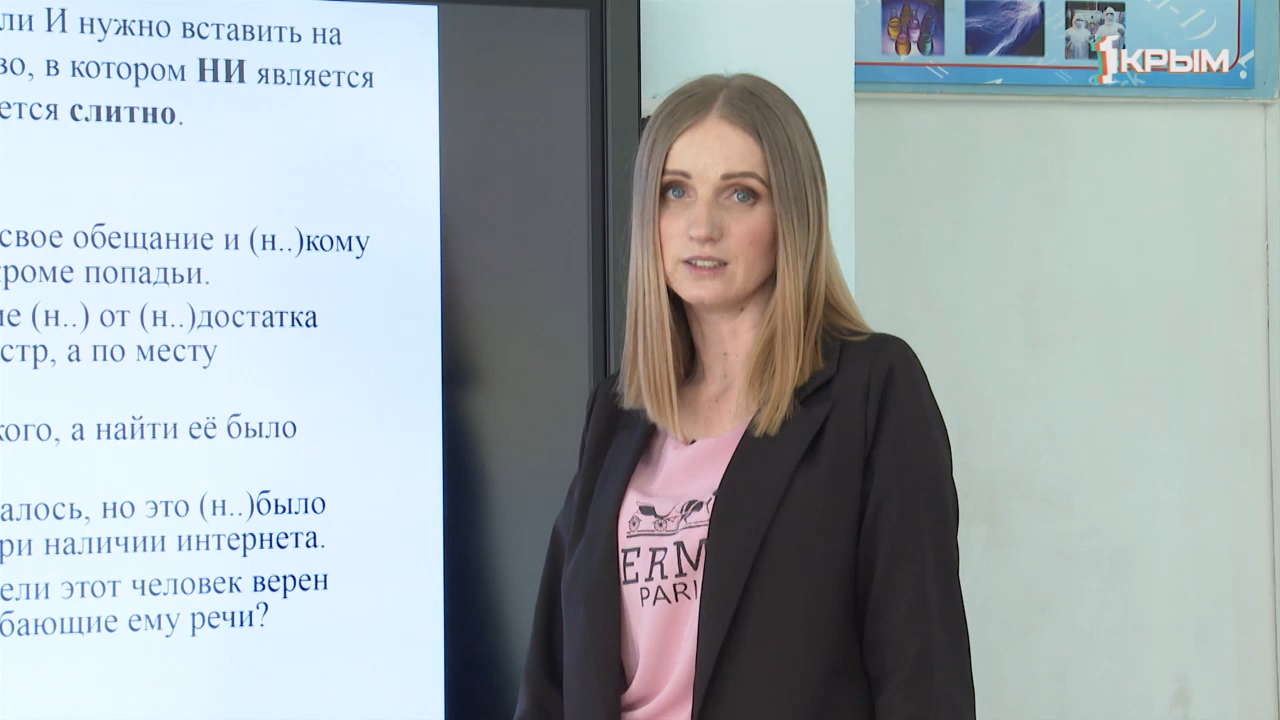 ли И нужно вставить на
во, в котором НИ является
ется слитно.
свое обещание и (н..)кому
кроме попадьи.
ие (н..) от (н..)достатка
стр, а по месту
кого, а найти её было
алось, но это (н..)было
ри наличии интернета.
ели этот человек верен
бающие ему речи?
1КРЫМ
ERM
PARI